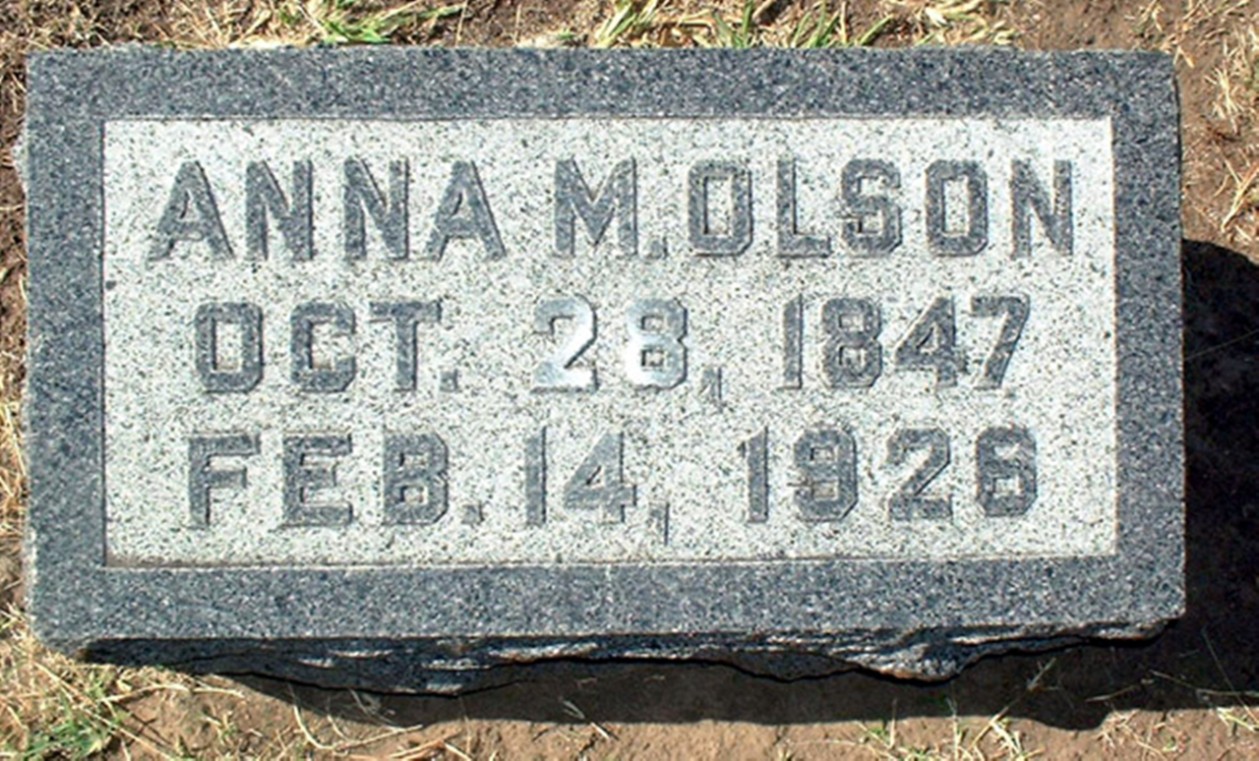 ANNA M. OLSON
OCT. 28, 1847
FEB. 14, 1926